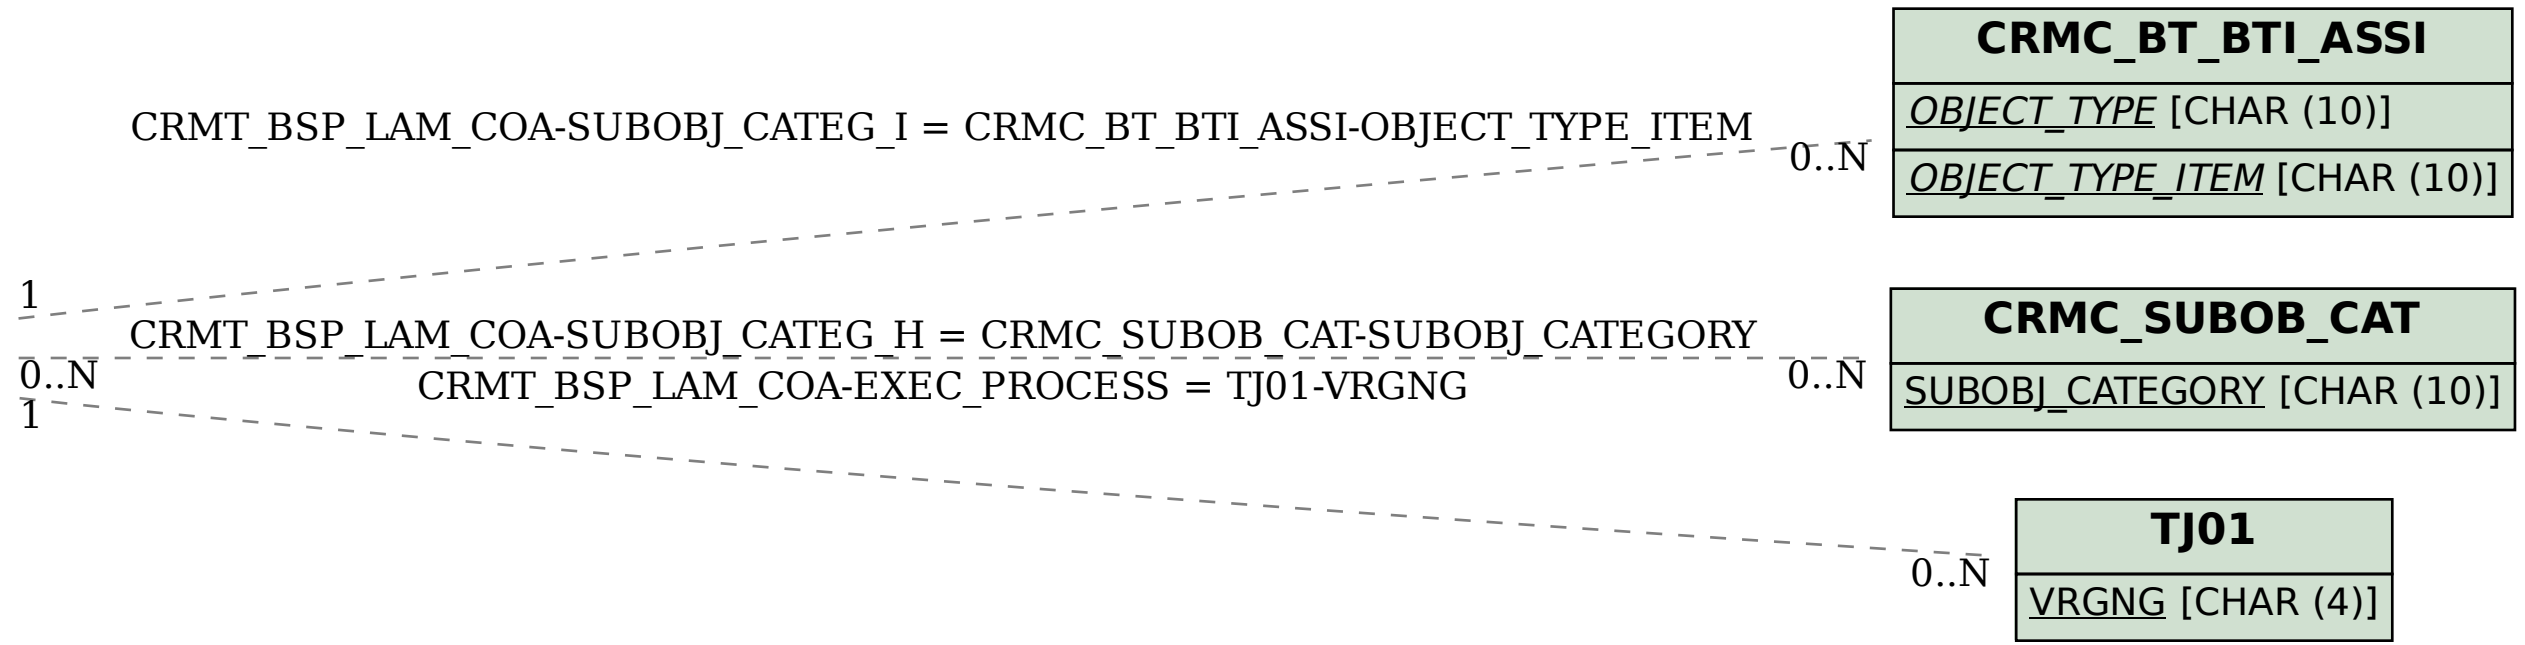 CRMC_BT_BTI_ASSI
OBJECT_TYPE [CHAR (10)]
OBJECT_TYPE_ITEM [CHAR (10)]
CRMT_BSP_LAM_COA-SUBOBJ_CATEG_I = CRMC_BT_BTI_ASSI-OBJECT_TYPE_ITEM
0..N
1
CRMT_BSP_LAM_COA-SUBOBJ_CATEG_H = CRMC_SUBOB_CAT-SUBOBJ_CATEGORY
0..N
0..N
CRMC_SUBOB_CAT
SUBOBJ_CATEGORY [CHAR (10)]
CRMT_BSP_LAM_COA-EXEC_PROCESS = TJ01-VRGNG
1
0..N
TJ01
VRGNG [CHAR (4)]